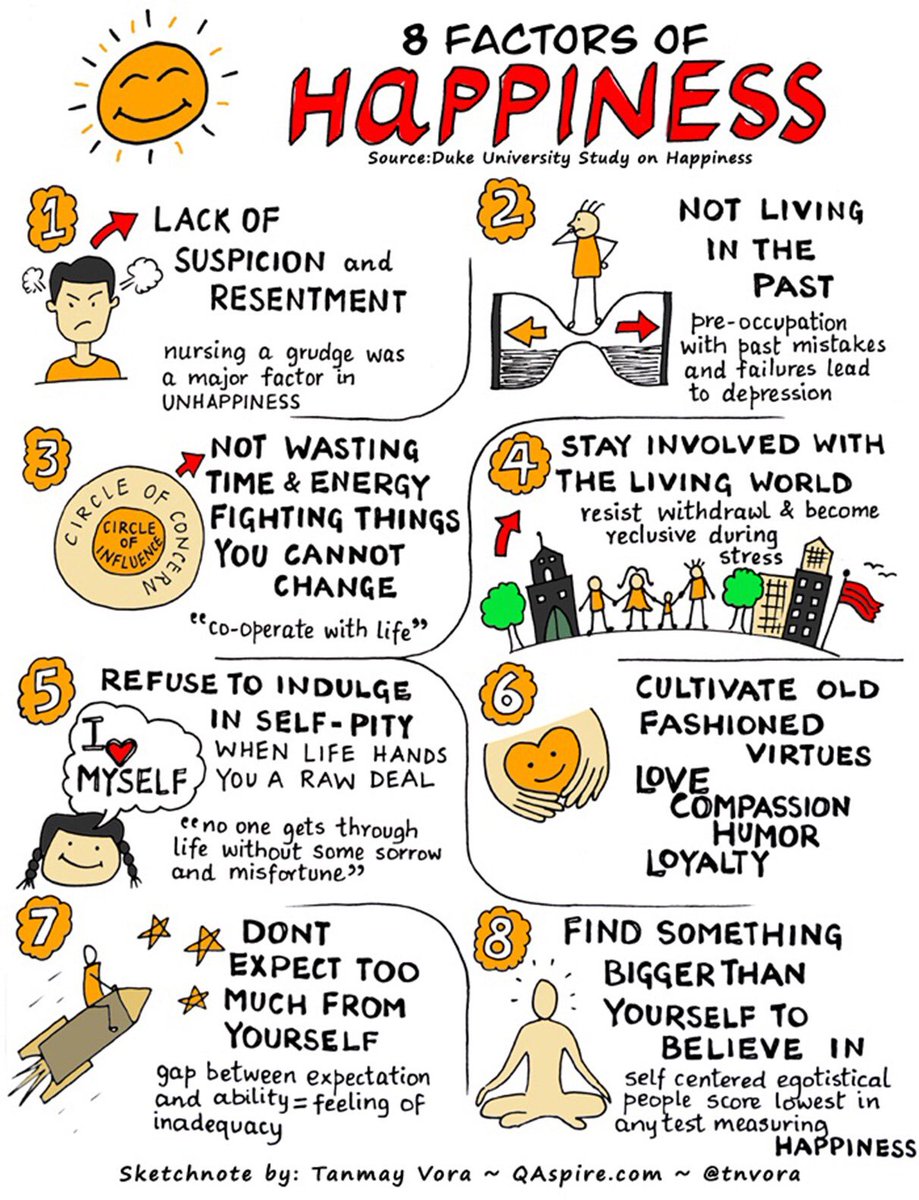 8 FACTORS OF
HaPPINESS
Source:Duke University Study on Happiness
1
LACK OF
SUSPICION and
RESENTMENT
nursing a grudge was
a major factor in
UNHAPPINESS
2
NOT LIVING
IN THE
PAST
pre-occupation
with past mistakes
and failures lead
to depression
3
CIRCLE OF CONCERN
CIRCLE
OF
INFLUENCE
NOT WASTING
TIME & ENERGY
FIGHTING THINGS
YOU CANNOT
CHANGE
"co-operate with life"
4
STAY INVOLVED WITH
THE LIVING WORLD
resist withdrawl & become
reclusive during
stress
5
REFUSE TO INDULGE
IN SELF-PITY
WHEN LIFE HANDS
YOU A RAW DEAL
I
MYSELF
"no one gets through
life without some sorrow
and misfortune"
6
CULTIVATE OLD
FASHIONED
VIRTUES
LOVE
COMPASSION
HUMOR
LOYALTY
7
DONT
EXPECT TOO
MUCH FROM
YOURSELF
gap between expectation
and ability = feeling of
inadequacy
8
FIND SOMETHING
BIGGER THAN
YOURSELF TO
BELIEVE IN
self centered egotistical
people score lowest in
any test measuring
HAPPINESS
Sketchnote by: Tanmay Vora ~ QAspire.com ~ @tnvora